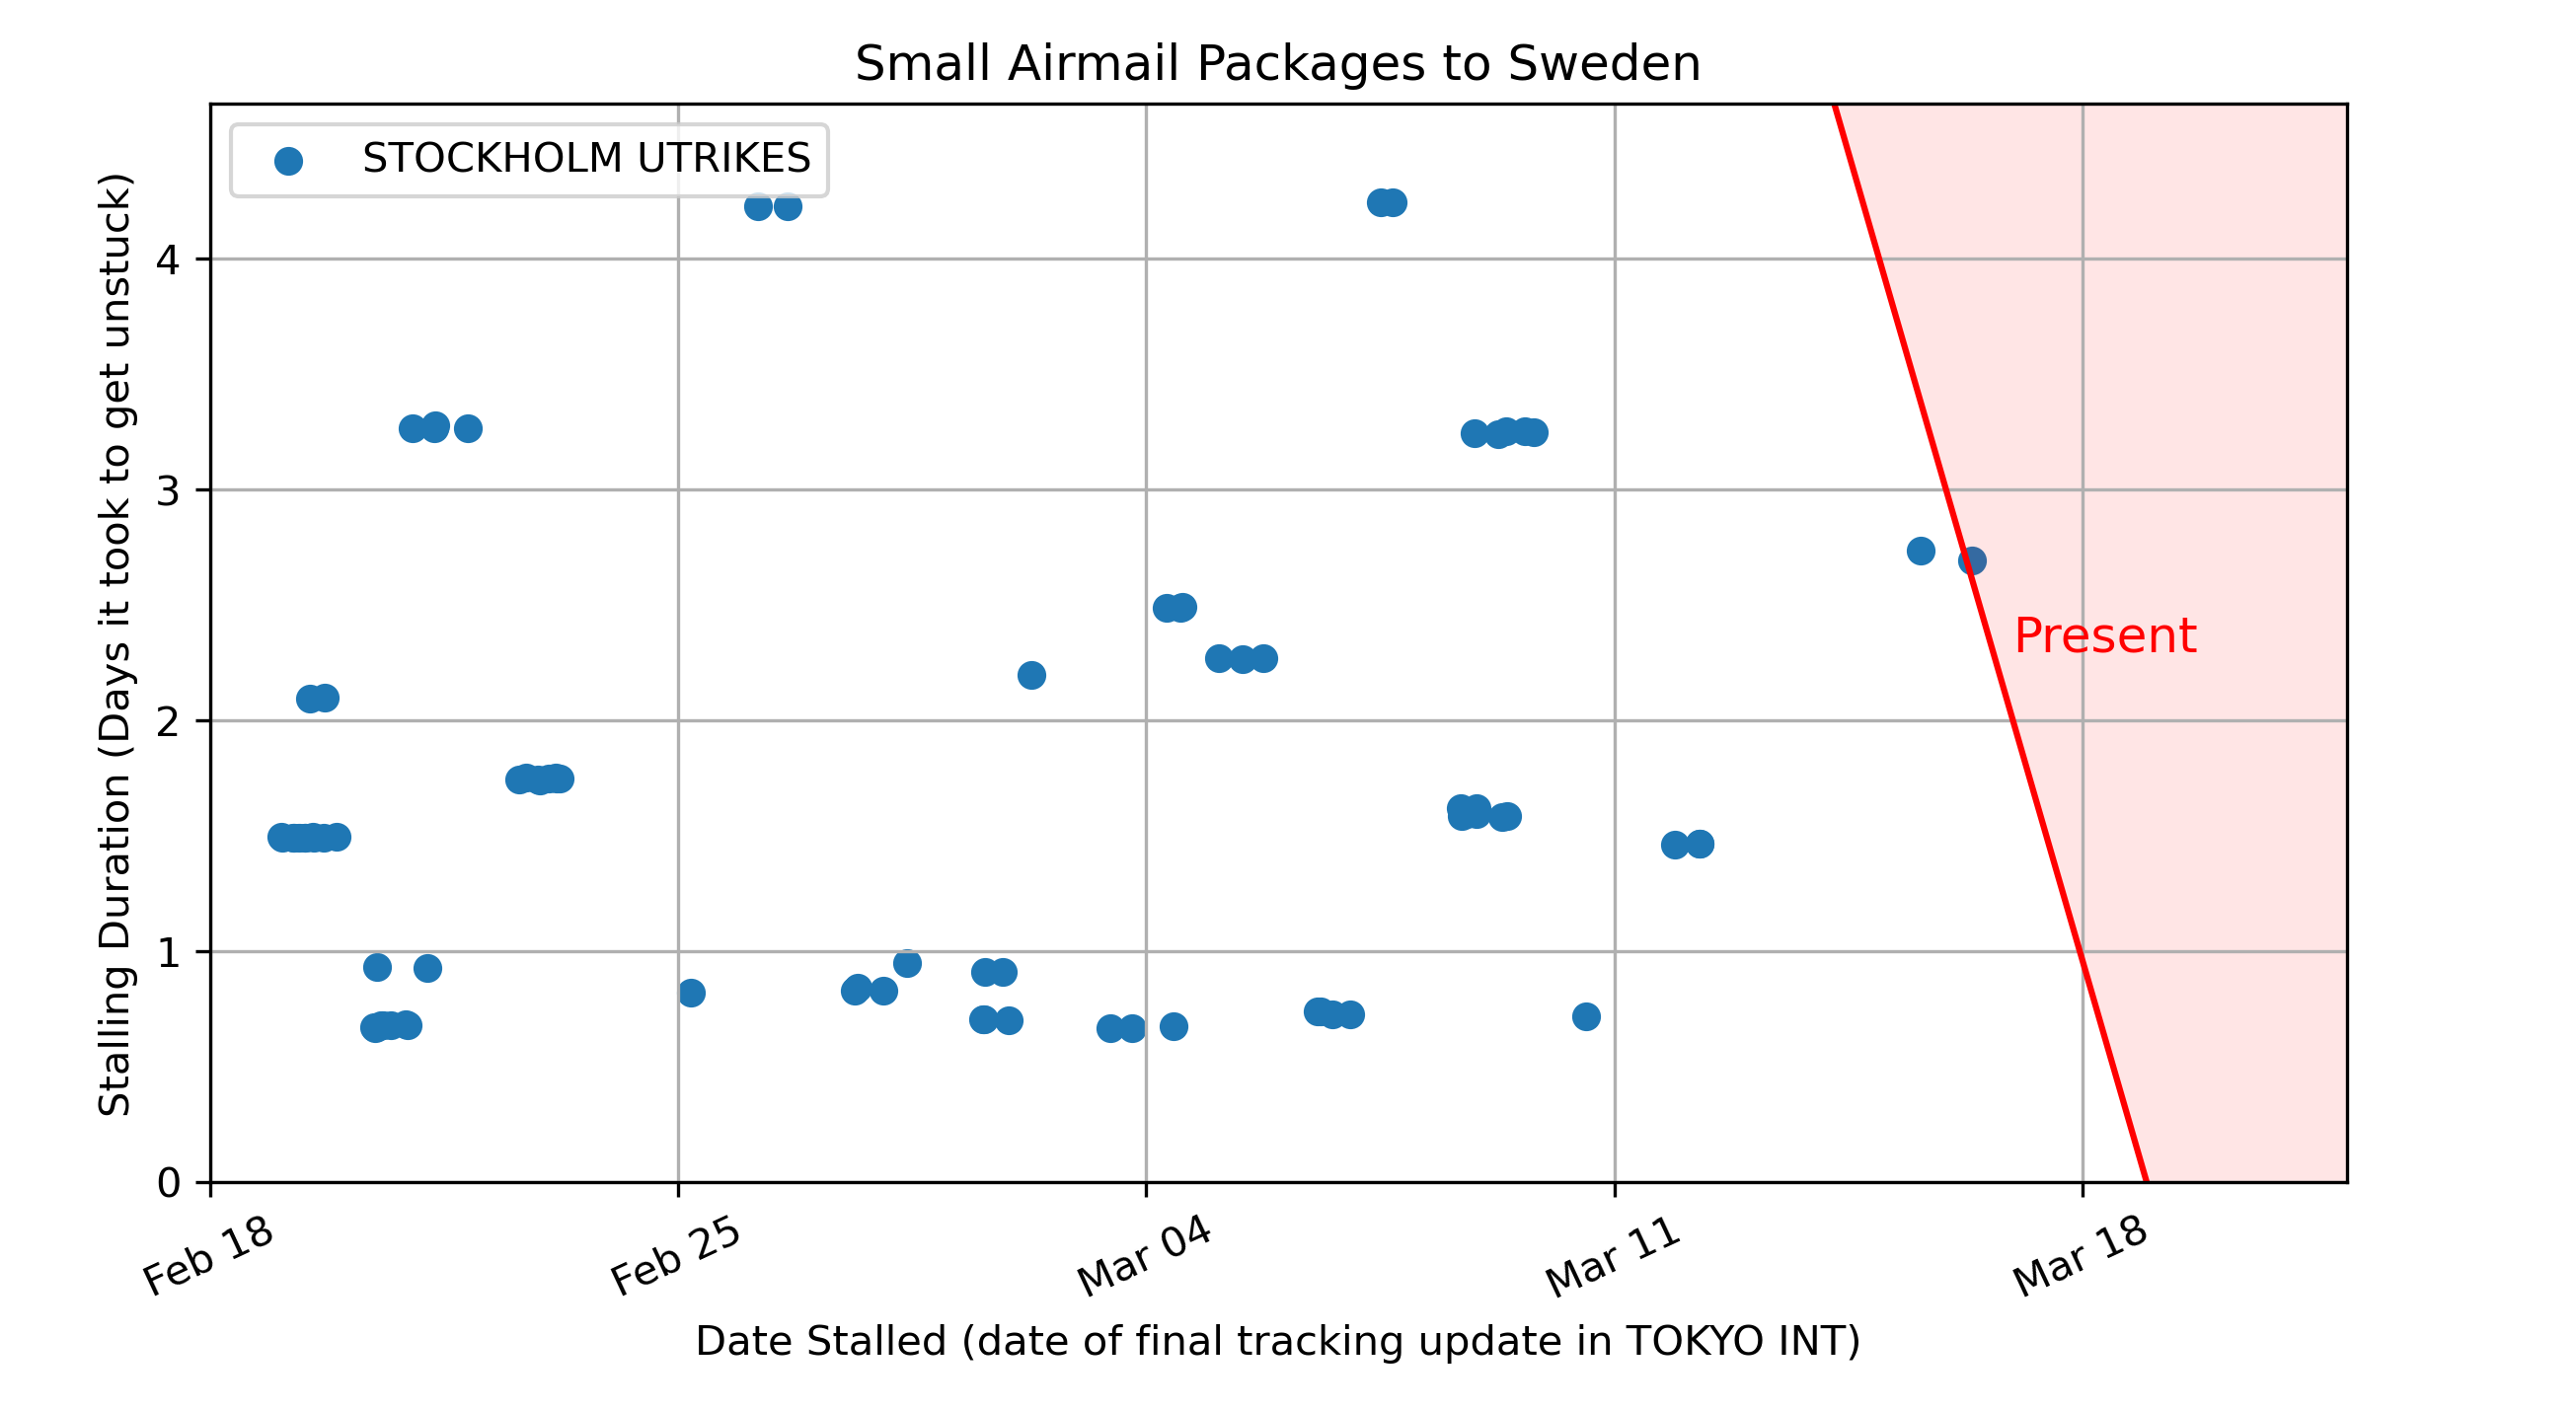 Small Airmail Packages to Sweden
STOCKHOLM UTRIKES
Stalling Duration (Days it took to get unstuck)
4
3
2
1
0
Present
Feb 18
Feb 25
Mar 04
Mar 11
Mar 18
Date Stalled (date of final tracking update in TOKYO INT)